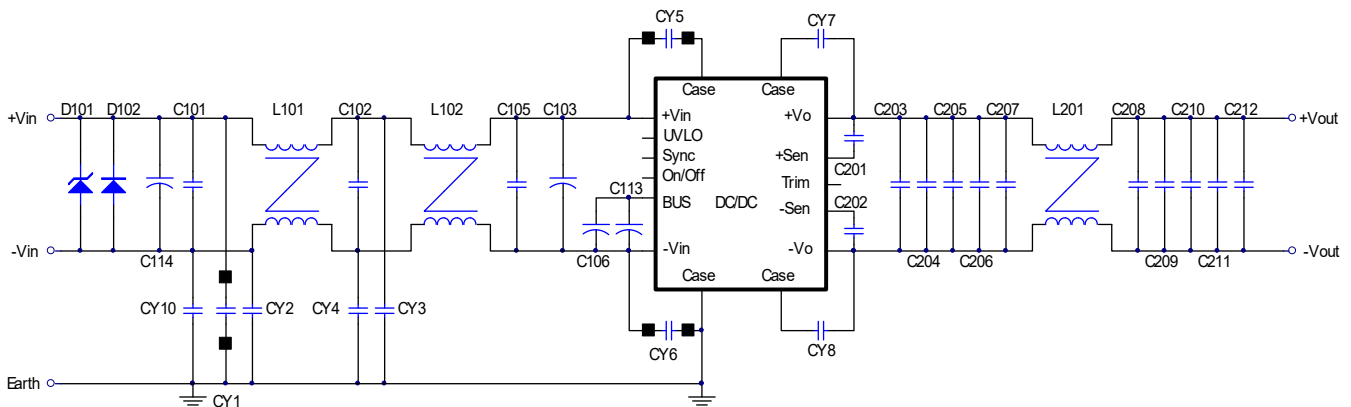 CY5
CY7
Case
Case
D101
D102
C101
L101
C102
L102
C105
C103
C203
C205
C207
L201
C208
C210
C212
+Vin
+Vin
+Vo
+Vout
UVLO
Sync
+Sen
C201
On/Off
Trim
C113
BUS
DC/DC
-Sen
C202
-Vin
-Vin
-Vo
-Vout
C114
C106
C204
C206
C209
C211
Case
Case
CY10
CY2
CY4
CY3
CY6
CY8
Earth
CY1